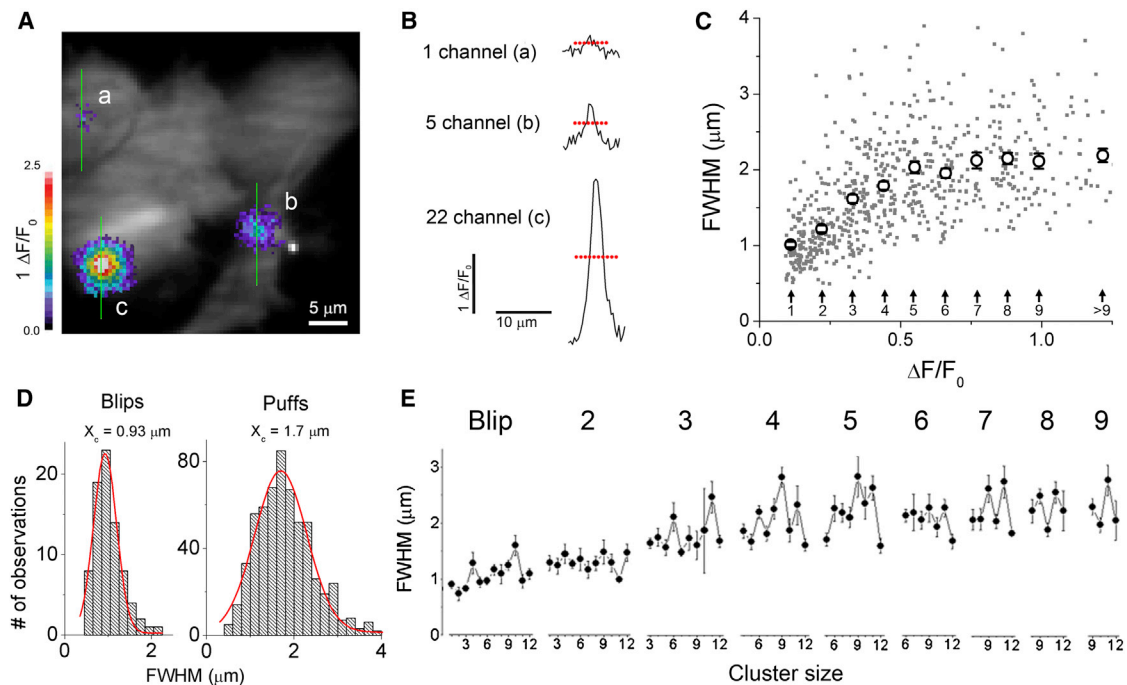 A
a
b
c
2.5
1 ΔF/F0
0.0
5 μm
B
1 channel (a)
5 channel (b)
22 channel (c)
1 ΔF/F0
10 μm
C
FWHM (μm)
4
3
2
1
0
1 2 3 4 5 6 7 8 9 >9
0.0 0.5 1.0
ΔF/F0
D
Blips Puffs
Xc = 0.93 μm Xc = 1.7 μm
# of observations
20
0
80
40
0
0 2 0 2 4
FWHM (μm)
E
Blip 2 3 4 5 6 7 8 9
FWHM (μm)
3
2
1
0
3 6 9 12 3 6 9 12 3 6 9 12 6 9 12 6 9 12 6 9 12 9 12 9 12 9 12
Cluster size